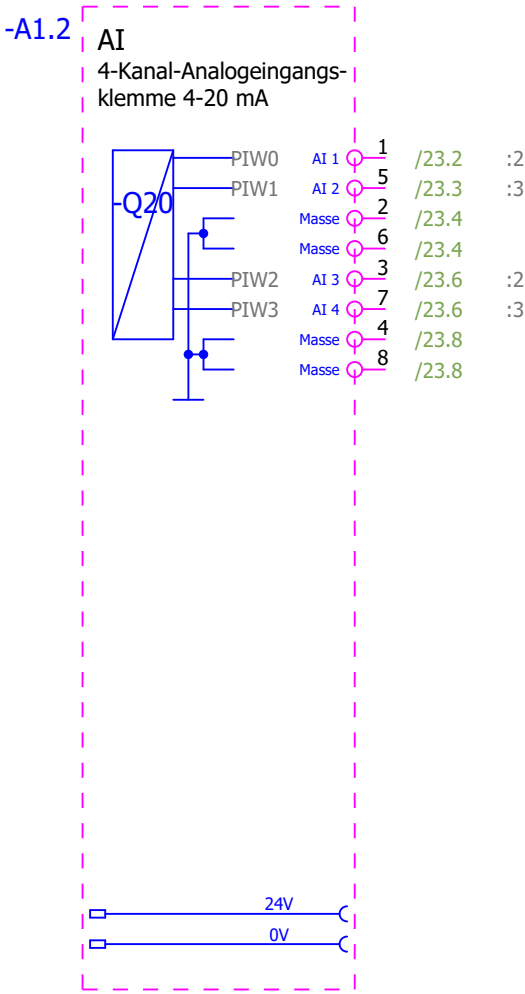 -A1.2
AI
4-Kanal-Analogeingangs-
klemme 4-20 mA
-Q20
PIW0 AI 1 1 /23.2 :2
PIW1 AI 2 5 /23.3 :3
Masse 2 /23.4
Masse 6 /23.4
PIW2 AI 3 3 /23.6 :2
PIW3 AI 4 7 /23.6 :3
Masse 4 /23.8
Masse 8 /23.8
24V
0V